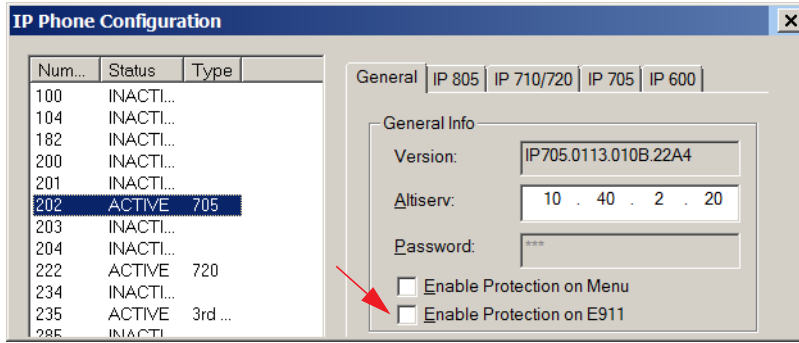 IP Phone Configuration
Num... Status Type
100 INACTI...
104 INACTI...
182 INACTI...
200 INACTI...
201 INACTI...
202 ACTIVE 705
203 INACTI...
204 INACTI...
222 ACTIVE 720
234 INACTI...
235 ACTIVE 3rd ...
285 INACTI
General IP 805 IP 710/720 IP 705 IP 600
General Info
Version: IP705.0113.010B.22A4
Altiserv: 10 . 40 . 2 . 20
Password: ***
Enable Protection on Menu
Enable Protection on E911